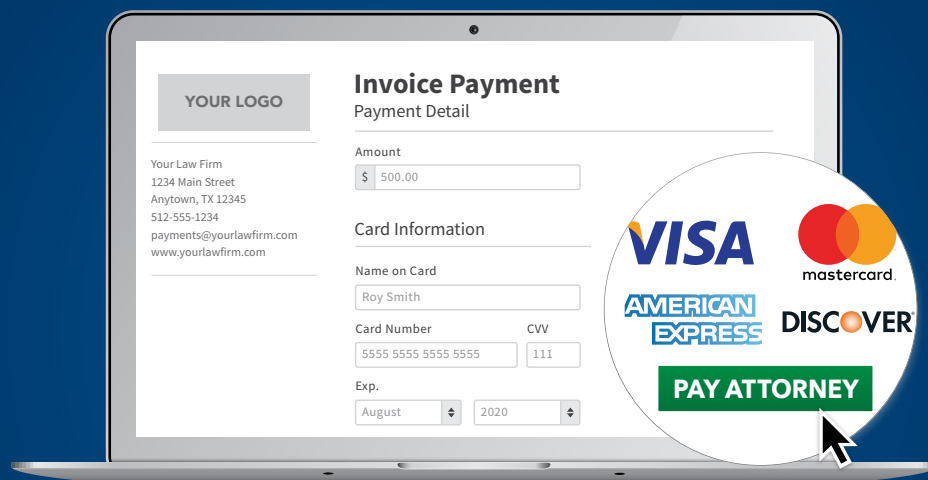 YOUR LOGO
Your Law Firm
1234 Main Street
Anytown, TX 12345
512-555-1234
payments@yourlawfirm.com
www.yourlawfirm.com
Invoice Payment
Payment Detail
Amount
$ 500.00
Card Information
Name on Card
Roy Smith
Card Number CVV
5555 5555 5555 5555 111
Exp.
August 2020
VISA
mastercard.
AMERICAN
EXPRESS
DISCOVER
PAY ATTORNEY